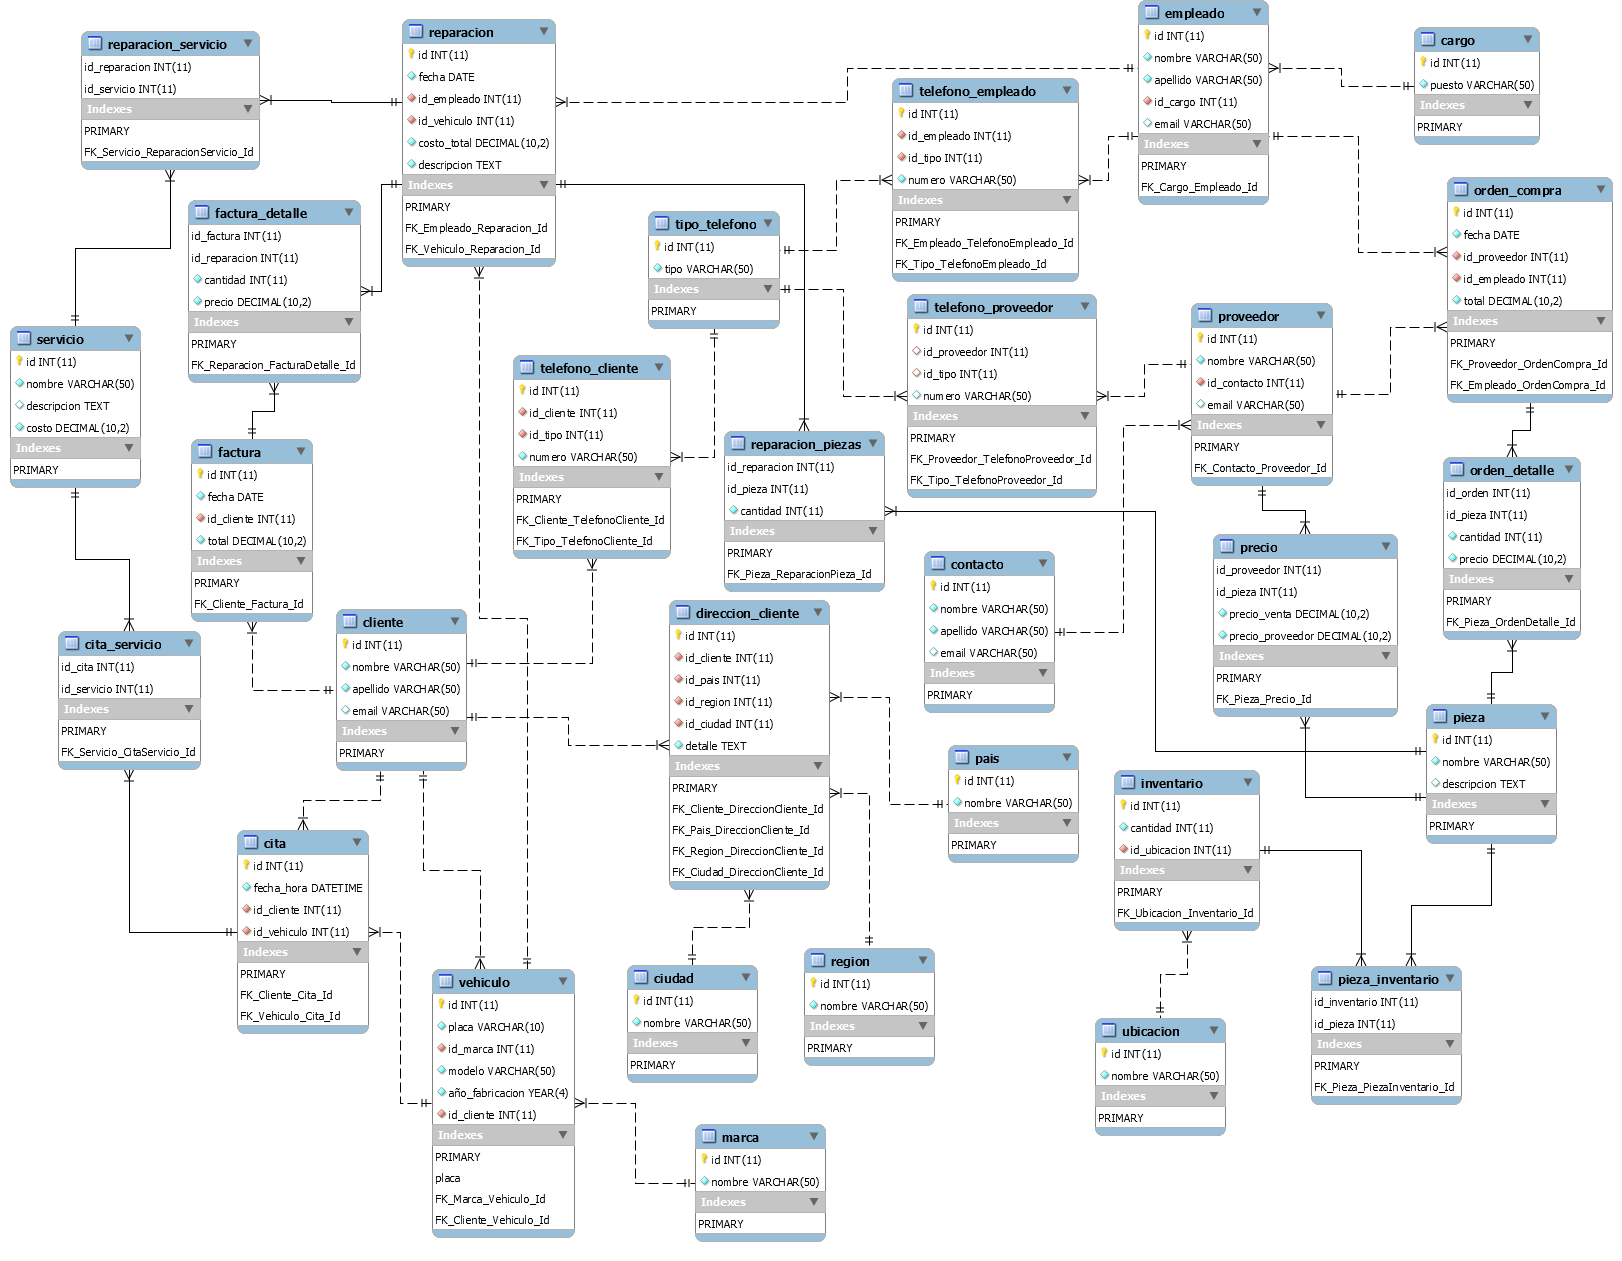 reparacion_servicio
id_reparacion INT(11)
id_servicio INT(11)
Indexes
PRIMARY
FK_Servicio_ReparacionServicio_Id
reparacion
id INT(11)
fecha DATE
id_empleado INT(11)
id_vehiculo INT(11)
costo_total DECIMAL(10,2)
descripcion TEXT
Indexes
PRIMARY
FK_Empleado_Reparacion_Id
FK_Vehiculo_Reparacion_Id
empleado
id INT(11)
nombre VARCHAR(50)
apellido VARCHAR(50)
id_cargo INT(11)
email VARCHAR(50)
Indexes
PRIMARY
FK_Cargo_Empleado_Id
cargo
id INT(11)
puesto VARCHAR(50)
Indexes
PRIMARY
telefono_empleado
id INT(11)
id_empleado INT(11)
id_tipo INT(11)
numero VARCHAR(50)
Indexes
PRIMARY
FK_Empleado_TelefonoEmpleado_Id
FK_Tipo_TelefonoEmpleado_Id
factura_detalle
id_factura INT(11)
id_reparacion INT(11)
cantidad INT(11)
precio DECIMAL(10,2)
Indexes
PRIMARY
FK_Reparacion_FacturaDetalle_Id
tipo_telefono
id INT(11)
tipo VARCHAR(50)
Indexes
PRIMARY
orden_compra
id INT(11)
fecha DATE
id_proveedor INT(11)
id_empleado INT(11)
total DECIMAL(10,2)
Indexes
PRIMARY
FK_Proveedor_OrdenCompra_Id
FK_Empleado_OrdenCompra_Id
telefono_proveedor
id INT(11)
id_proveedor INT(11)
id_tipo INT(11)
numero VARCHAR(50)
Indexes
PRIMARY
FK_Proveedor_TelefonoProveedor_Id
FK_Tipo_TelefonoProveedor_Id
proveedor
id INT(11)
nombre VARCHAR(50)
id_contacto INT(11)
email VARCHAR(50)
Indexes
PRIMARY
FK_Contacto_Proveedor_Id
servicio
id INT(11)
nombre VARCHAR(50)
descripcion TEXT
costo DECIMAL(10,2)
Indexes
PRIMARY
telefono_cliente
id INT(11)
id_cliente INT(11)
id_tipo INT(11)
numero VARCHAR(50)
Indexes
PRIMARY
FK_Cliente_TelefonoCliente_Id
FK_Tipo_TelefonoCliente_Id
factura
id INT(11)
fecha DATE
id_cliente INT(11)
total DECIMAL(10,2)
Indexes
PRIMARY
FK_Cliente_Factura_Id
reparacion_piezas
id_reparacion INT(11)
id_pieza INT(11)
cantidad INT(11)
Indexes
PRIMARY
FK_Pieza_ReparacionPieza_Id
orden_detalle
id_orden INT(11)
id_pieza INT(11)
cantidad INT(11)
precio DECIMAL(10,2)
Indexes
PRIMARY
FK_Pieza_OrdenDetalle_Id
contacto
id INT(11)
nombre VARCHAR(50)
apellido VARCHAR(50)
email VARCHAR(50)
Indexes
PRIMARY
precio
id_proveedor INT(11)
id_pieza INT(11)
precio_venta DECIMAL(10,2)
precio_proveedor DECIMAL(10,2)
Indexes
PRIMARY
FK_Pieza_Precio_Id
cita_servicio
id_cita INT(11)
id_servicio INT(11)
Indexes
PRIMARY
FK_Servicio_CitaServicio_Id
cliente
id INT(11)
nombre VARCHAR(50)
apellido VARCHAR(50)
email VARCHAR(50)
Indexes
PRIMARY
direccion_cliente
id INT(11)
id_cliente INT(11)
id_pais INT(11)
id_region INT(11)
id_ciudad INT(11)
detalle TEXT
Indexes
PRIMARY
FK_Cliente_DireccionCliente_Id
FK_Pais_DireccionCliente_Id
FK_Region_DireccionCliente_Id
FK_Ciudad_DireccionCliente_Id
pais
id INT(11)
nombre VARCHAR(50)
Indexes
PRIMARY
inventario
id INT(11)
cantidad INT(11)
id_ubicacion INT(11)
Indexes
PRIMARY
FK_Ubicacion_Inventario_Id
pieza
id INT(11)
nombre VARCHAR(50)
descripcion TEXT
Indexes
PRIMARY
cita
id INT(11)
fecha_hora DATETIME
id_cliente INT(11)
id_vehiculo INT(11)
Indexes
PRIMARY
FK_Cliente_Cita_Id
FK_Vehiculo_Cita_Id
vehiculo
id INT(11)
placa VARCHAR(10)
id_marca INT(11)
modelo VARCHAR(50)
año_fabricacion YEAR(4)
id_cliente INT(11)
Indexes
PRIMARY
placa
FK_Marca_Vehiculo_Id
FK_Cliente_Vehiculo_Id
ciudad
id INT(11)
nombre VARCHAR(50)
Indexes
PRIMARY
region
id INT(11)
nombre VARCHAR(50)
Indexes
PRIMARY
ubicacion
id INT(11)
nombre VARCHAR(50)
Indexes
PRIMARY
pieza_inventario
id_inventario INT(11)
id_pieza INT(11)
Indexes
PRIMARY
FK_Pieza_PiezaInventario_Id
marca
id INT(11)
nombre VARCHAR(50)
Indexes
PRIMARY